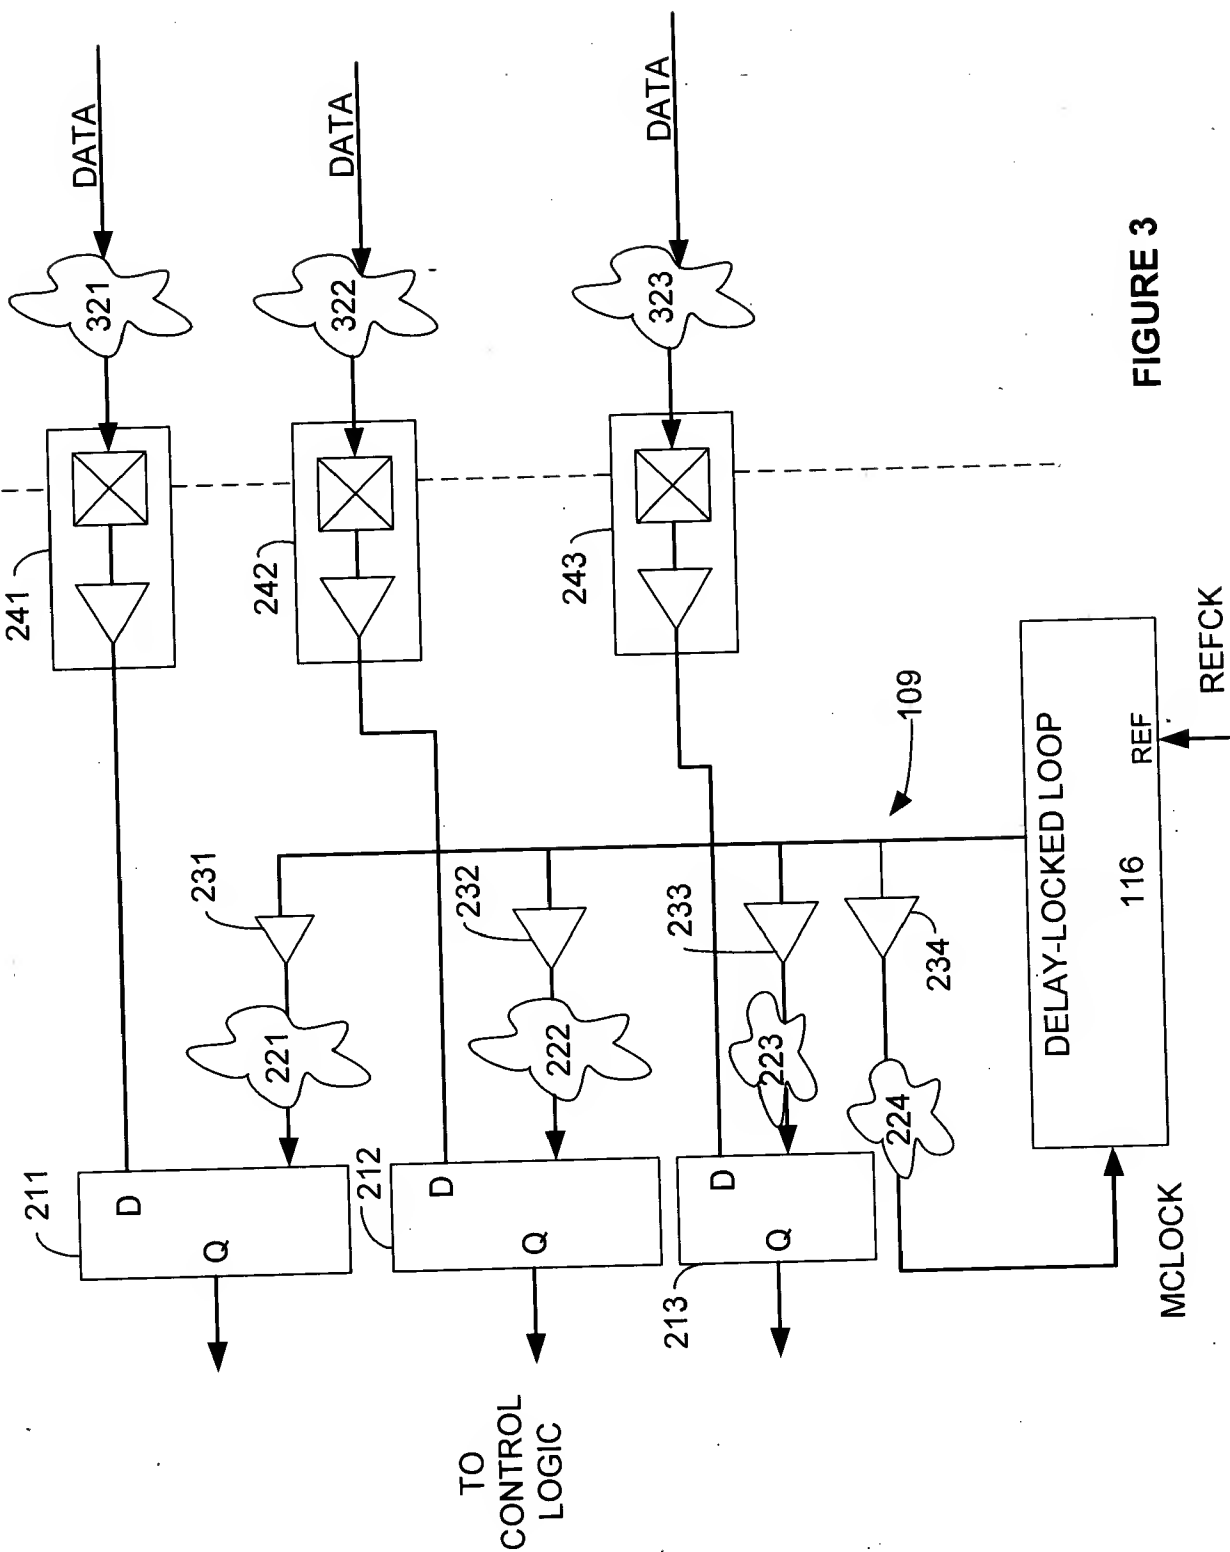 DATA
321
241
DATA
322
242
DATA
323
243
231
221
211
D
Q
232
222
212
D
Q
233
223
213
D
Q
109
234
224
DELAY-LOCKED LOOP
116
REF
REFCK
MCLOCK
TO
CONTROL
LOGIC
FIGURE 3